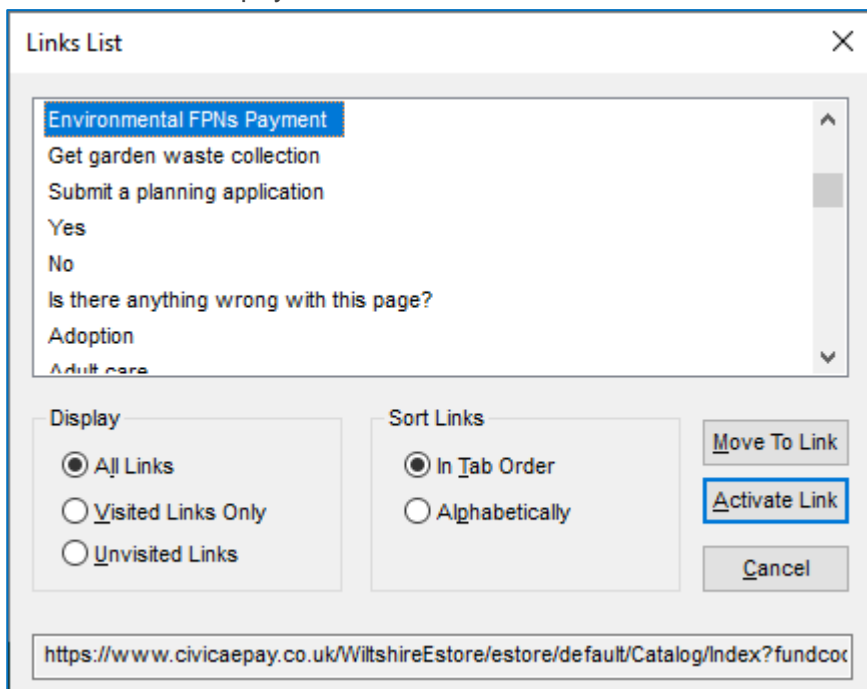 Links List
Environmental FPNs Payment
Get garden waste collection
Submit a planning application
Yes
No
Is there anything wrong with this page?
Adoption
Adult care
Display
All Links
Visited Links Only
Unvisited Links
Sort Links
In Tab Order
Alphabetically
Move To Link
Activate Link
Cancel
https://www.civicaepay.co.uk/WiltshireEstore/estore/default/Catalog/Index?fundcod